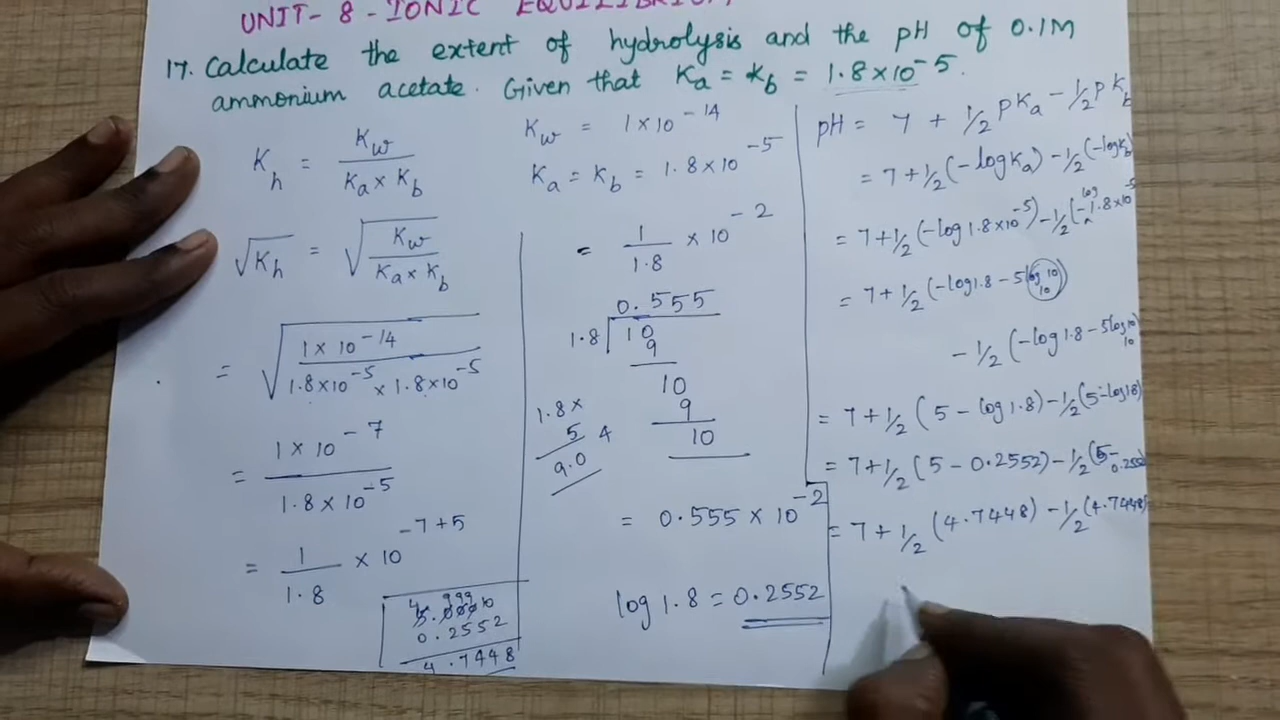 UNIT - 8 - IONIC EQUILIBRIUM
17. Calculate the extent of hydrolysis and the pH of 0.1M
ammonium acetate. Given that Ka = Kb = 1.8×10^-5.
Kh = Kw / Ka × Kb
√Kh = √(Kw / Ka × Kb)
= √(1 × 10^-14 / 1.8×10^-5 × 1.8×10^-5)
= 1 × 10^-7 / 1.8 × 10^-5
= 1/1.8 × 10^-7+5
5.00010
4 999
0.2552
4.7448
Kw = 1×10^-14
Ka = Kb = 1.8×10^-5
= 1/1.8 × 10^-2
0.555
1.8 10
9
10
9
10
1.8×
5 4
9.0
= 0.555 × 10^-2
log 1.8 = 0.2552
pH = 7 + 1/2 pKa - 1/2 pKb
= 7 + 1/2 (-log Ka) - 1/2 (-log Kb)
= 7 + 1/2 (-log 1.8×10^-5) - 1/2 (-log 1.8×10^-5
= 7 + 1/2 (-log 1.8 - 5 log 10 10)
- 1/2 (-log 1.8 - 5 log 10 10
= 7 + 1/2 (5 - log 1.8) - 1/2 (5 - log 1.8)
= 7 + 1/2 (5 - 0.2552) - 1/2 (5 - 0.2552
= 7 + 1/2 (4.7448) - 1/2 (4.7448)